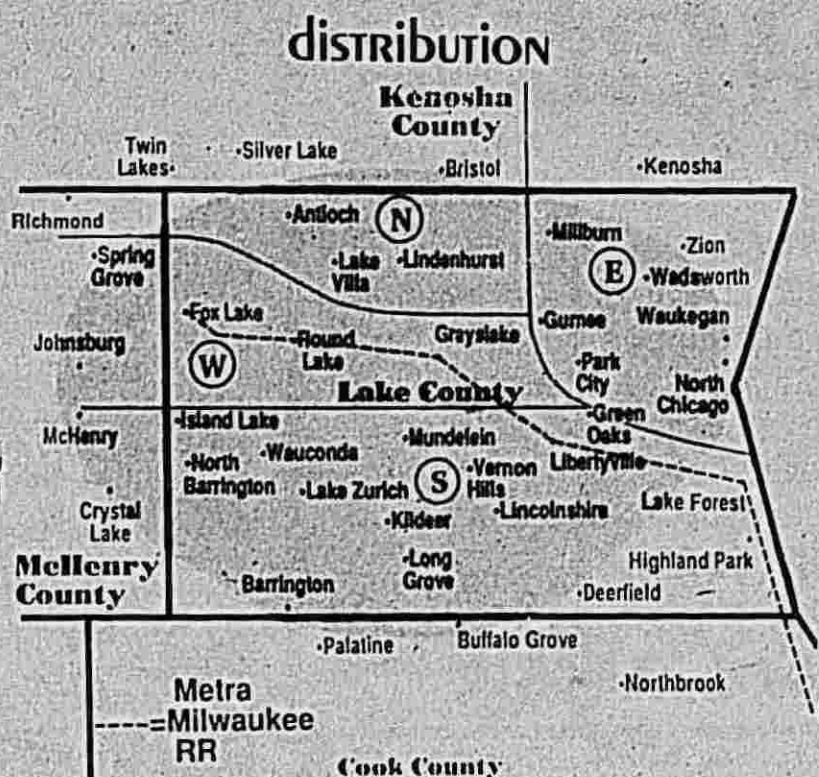 distribution
Kenosha
County
Twin
Lakes
Silver Lake
Bristol
Kenosha
Richmond
Antioch
N
Millburn
Zion
Spring
Grove
Lake
Villa
Lindenhurst
E
Wadsworth
Fox Lake
Gurnee
Waukegan
Johnsburg
Round
Lake
Grayslake
W
Park
City
Lake County
North
Chicago
McHenry
Island Lake
Green
Oaks
Mundelein
Wauconda
North
Barrington
Lake Zurich
S
Vernon
Hills
Libertyville
Crystal
Lake
Kildeer
Lincolnshire
Lake Forest
McHenry
County
Long
Grove
Highland Park
Barrington
Deerfield
Palatine
Buffalo Grove
Northbrook
Metra
----=Milwaukee
RR
Cook County